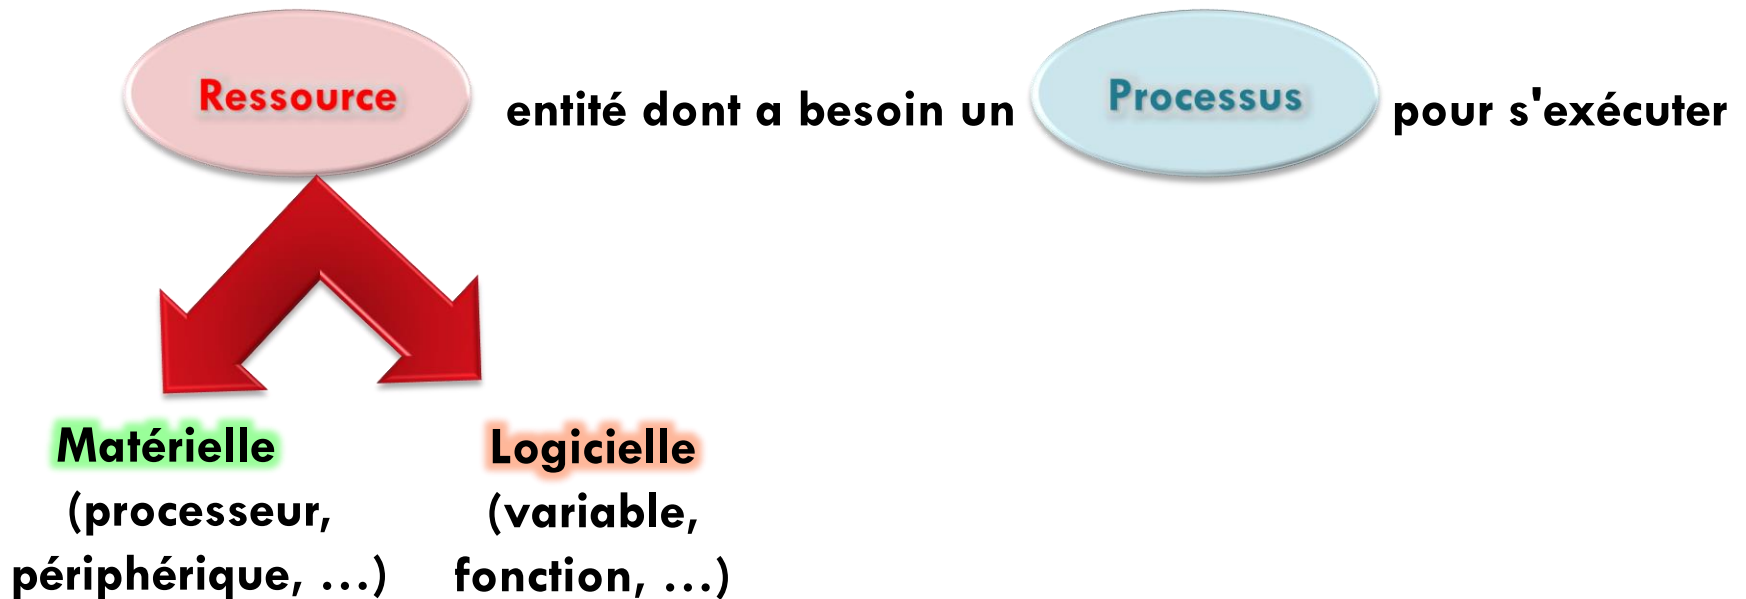 Ressource entité dont a besoin un Processus pour s'exécuter
Matérielle
(processeur,
périphérique, ...)
Logicielle
(variable,
fonction, ...)